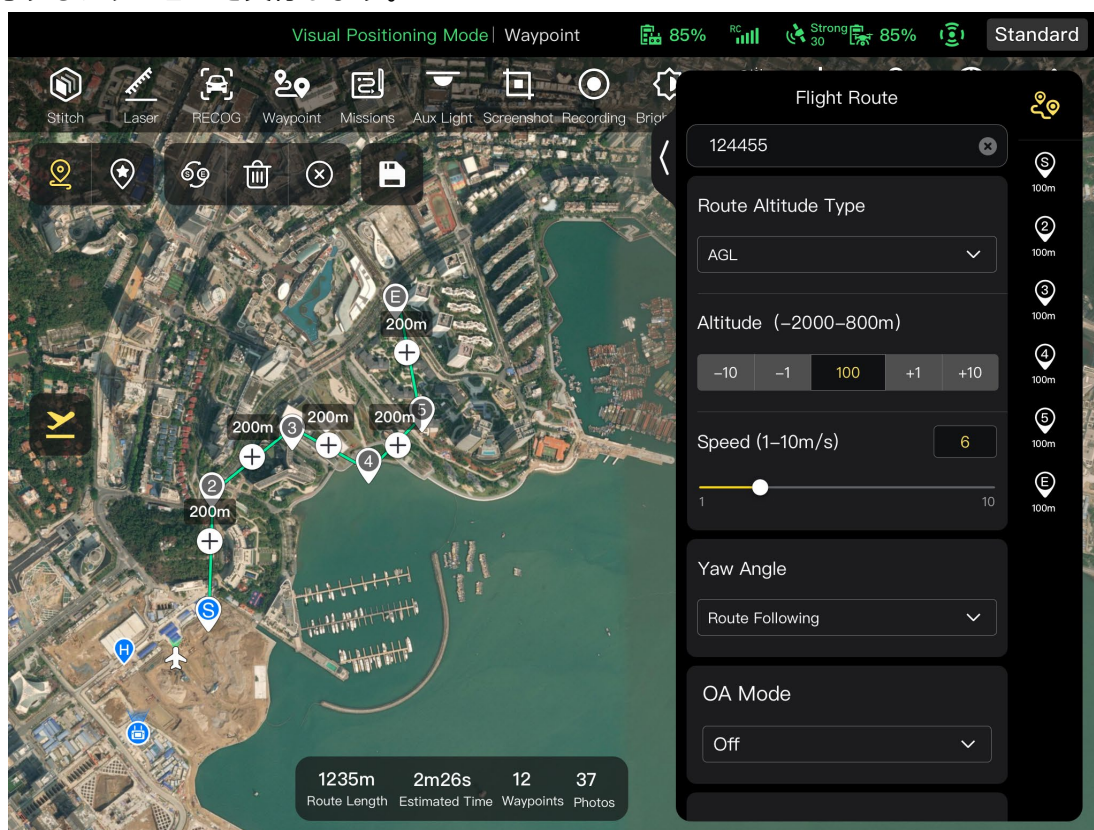 Visual Positioning Mode | Waypoint
85%
RC
Strong
30
85%
Standard
Stitch
Laser
RECOG
Waypoint
Missions
Aux Light
Screenshot
Recording
Flight Route
124455
Route Altitude Type
AGL
Altitude (-2000-800m)
-10
-1
100
+1
+10
Speed (1-10m/s)
6
1
10
Yaw Angle
Route Following
OA Mode
Off
S
100m
2
100m
3
100m
4
100m
5
100m
E
100m
S E
E
200m
5
200m
3
200m
200m
4
2
200m
S
H
1235m
2m26s
12
37
Route Length
Estimated Time
Waypoints
Photos